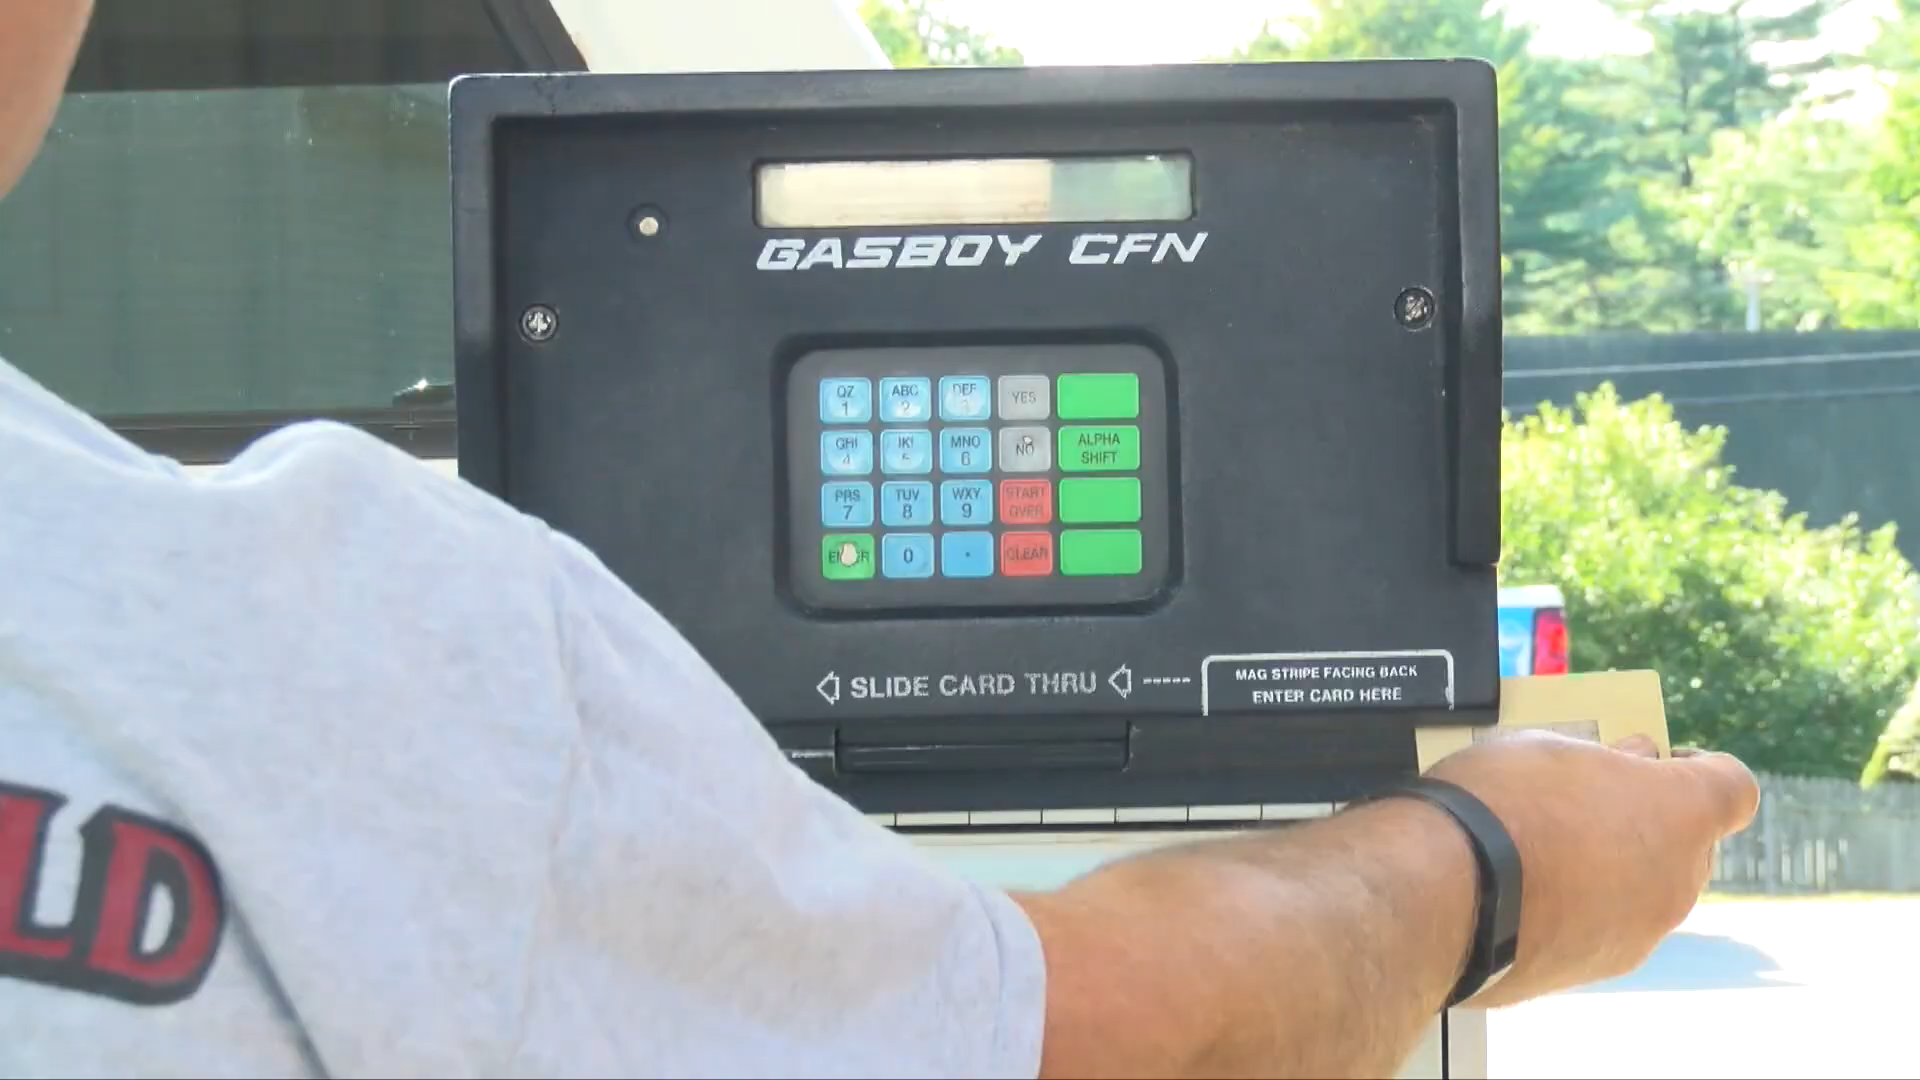 GASBOY CFN
QZ
1
ABC
2
DEF
YES
GHI
4
NO
MNO
6
ALPHA
SHIFT
PRS
7
TUV
8
WXY
9
START
OVER
0
CLEAR
SLIDE CARD THRU
MAG STRIPE FACING BACK
ENTER CARD HERE
LD